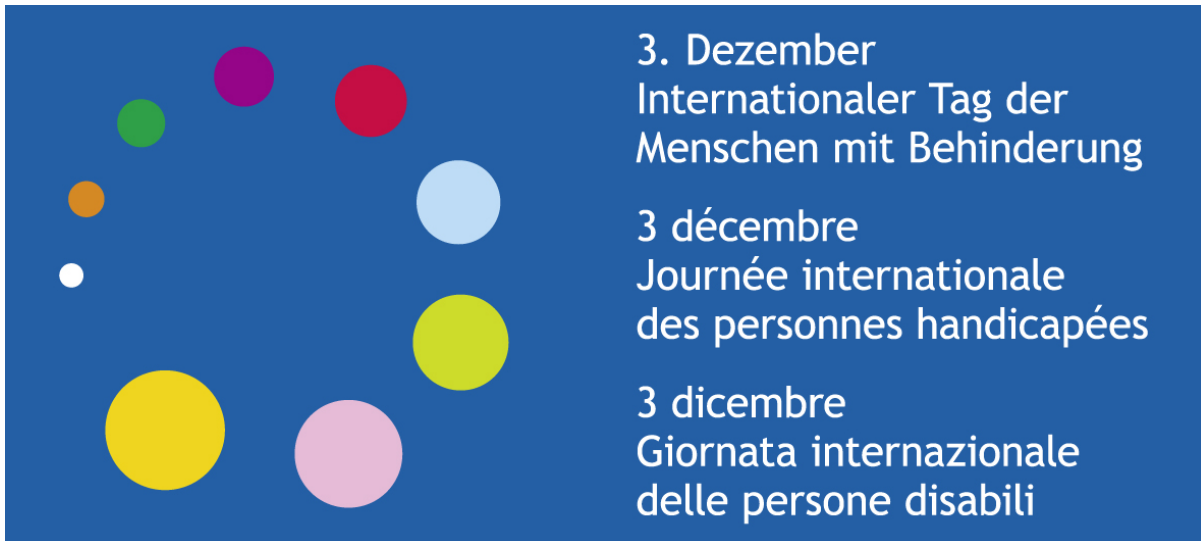 3. Dezember
Internationaler Tag der
Menschen mit Behinderung
3 décembre
Journée internationale
des personnes handicapées
3 dicembre
Giornata internazionale
delle persone disabili